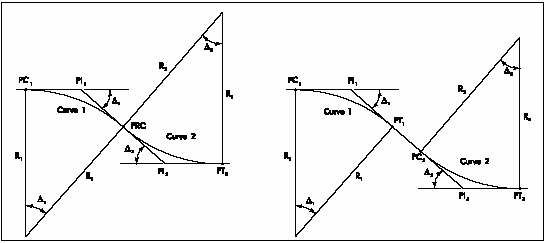 Δ₂
R₂
PC₁
PI₁
Δ₁
R₂
Curve 1
PRC
Curve 2
Δ₂
R₁
R₁
PI₂
PT₂
Δ₁
Δ₂
R₂
PC₁
PI₁
Δ₁
R₂
Curve 1
PT₁
PC₂
Curve 2
R₁
R₁
Δ₂
PI₂
PT₂
Δ₁